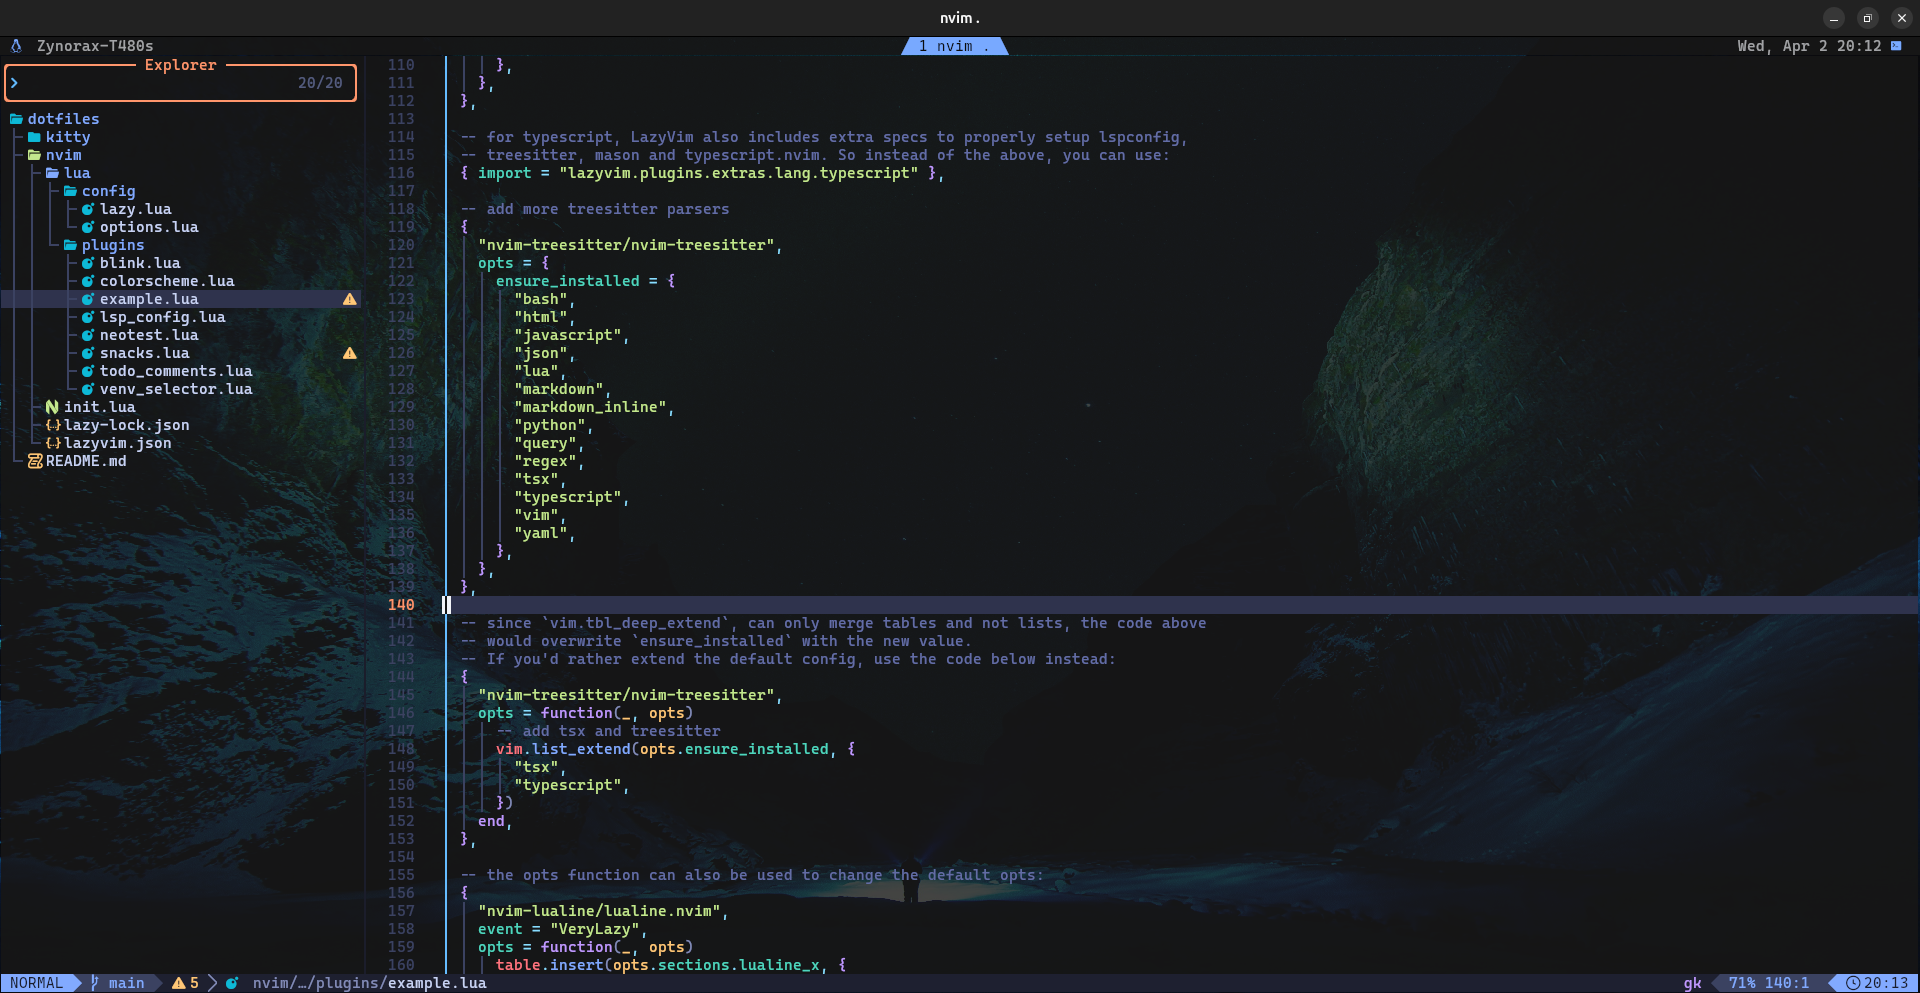 nvim .
Zynorax-T480s
1 nvim .
Wed, Apr 2 20:12
Explorer
20/20
dotfiles
kitty
nvim
lua
config
lazy.lua
options.lua
plugins
blink.lua
colorscheme.lua
example.lua
lsp_config.lua
neotest.lua
snacks.lua
todo_comments.lua
venv_selector.lua
init.lua
lazy-lock.json
lazyvim.json
README.md
110 },
111 },
112 },
113
114 -- for typescript, LazyVim also includes extra specs to properly setup lspconfig,
115 -- treesitter, mason and typescript.nvim. So instead of the above, you can use:
116 { import = "lazyvim.plugins.extras.lang.typescript" },
117
118 -- add more treesitter parsers
119 {
120 "nvim-treesitter/nvim-treesitter",
121 opts = {
122 ensure_installed = {
123 "bash",
124 "html",
125 "javascript",
126 "json",
127 "lua",
128 "markdown",
129 "markdown_inline",
130 "python",
131 "query",
132 "regex",
133 "tsx",
134 "typescript",
135 "vim",
136 "yaml",
137 },
138 },
139 },
140
141 -- since `vim.tbl_deep_extend`, can only merge tables and not lists, the code above
142 -- would overwrite `ensure_installed` with the new value.
143 -- If you'd rather extend the default config, use the code below instead:
144 {
145 "nvim-treesitter/nvim-treesitter",
146 opts = function(_, opts)
147 -- add tsx and treesitter
148 vim.list_extend(opts.ensure_installed, {
149 "tsx",
150 "typescript",
151 })
152 end,
153 },
154
155 -- the opts function can also be used to change the default opts:
156 {
157 "nvim-lualine/lualine.nvim",
158 event = "VeryLazy",
159 opts = function(_, opts)
160 table.insert(opts.sections.lualine_x, {
NORMAL main 5 nvim/…/plugins/example.lua gk 71% 140:1 20:13